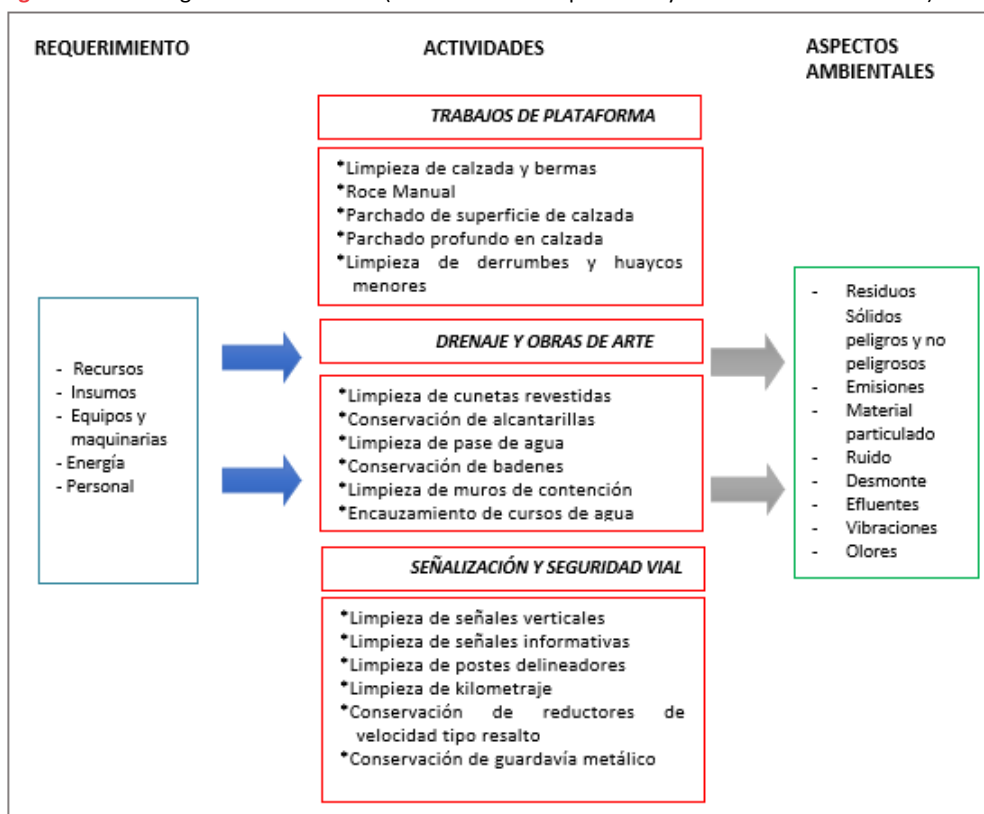 REQUERIMIENTO
ACTIVIDADES
ASPECTOS
AMBIENTALES
TRABAJOS DE PLATAFORMA
*Limpieza de calzada y bermas
*Roce Manual
*Parchado de superficie de calzada
*Parchado profundo en calzada
*Limpieza de derrumbes y huaycos
menores
DRENAJE Y OBRAS DE ARTE
*Limpieza de cunetas revestidas
*Conservación de alcantarillas
*Limpieza de pase de agua
*Conservación de badenes
*Limpieza de muros de contención
*Encauzamiento de cursos de agua
SEÑALIZACIÓN Y SEGURIDAD VIAL
*Limpieza de señales verticales
*Limpieza de señales informativas
*Limpieza de postes delineadores
*Limpieza de kilometraje
*Conservación de reductores de
velocidad tipo resalto
*Conservación de guardavía metálico
- Recursos
- Insumos
- Equipos y
maquinarias
- Energía
- Personal
- Residuos
Sólidos
peligros y no
peligrosos
- Emisiones
- Material
particulado
- Ruido
- Desmonte
- Efluentes
- Vibraciones
- Olores